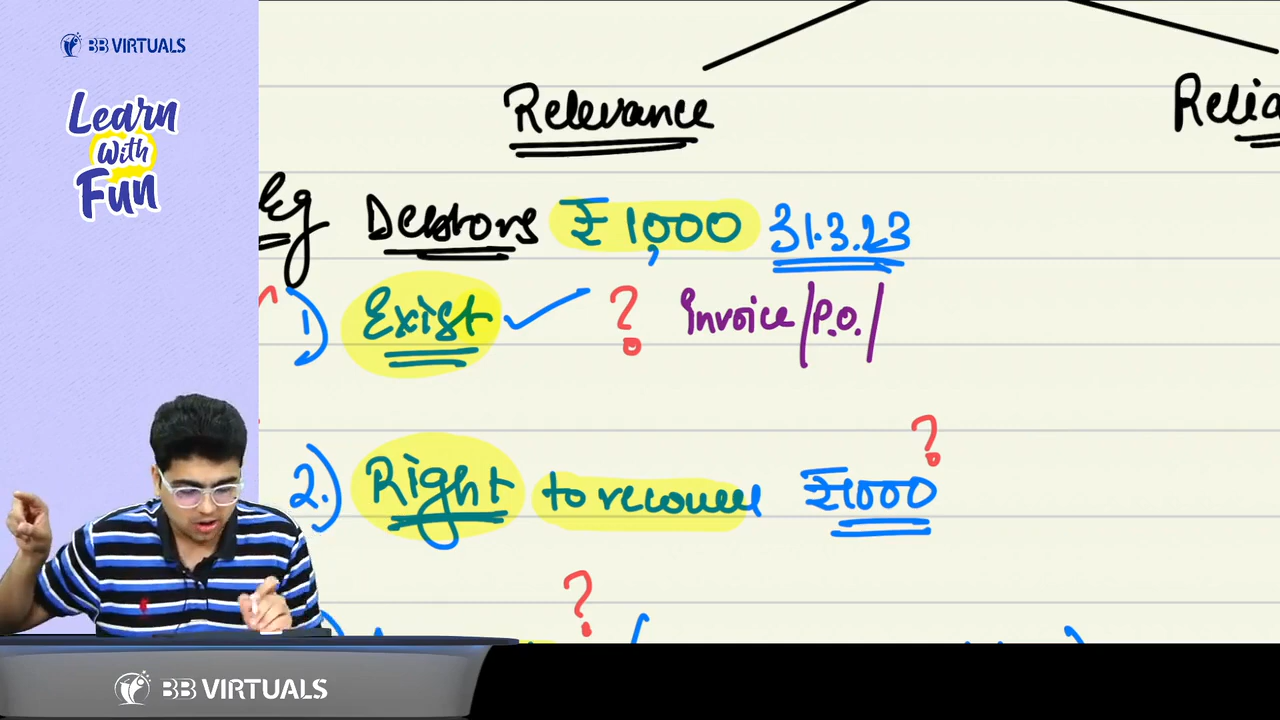 BB VIRTUALS
Learn
with
Fun
Relevance
Relia
Eg Debtors ₹ 1,000 31.3.23
1) Exist ✓ ? Invoice/P.O./
2.) Right to recover ₹1000 ?
?
BB VIRTUALS